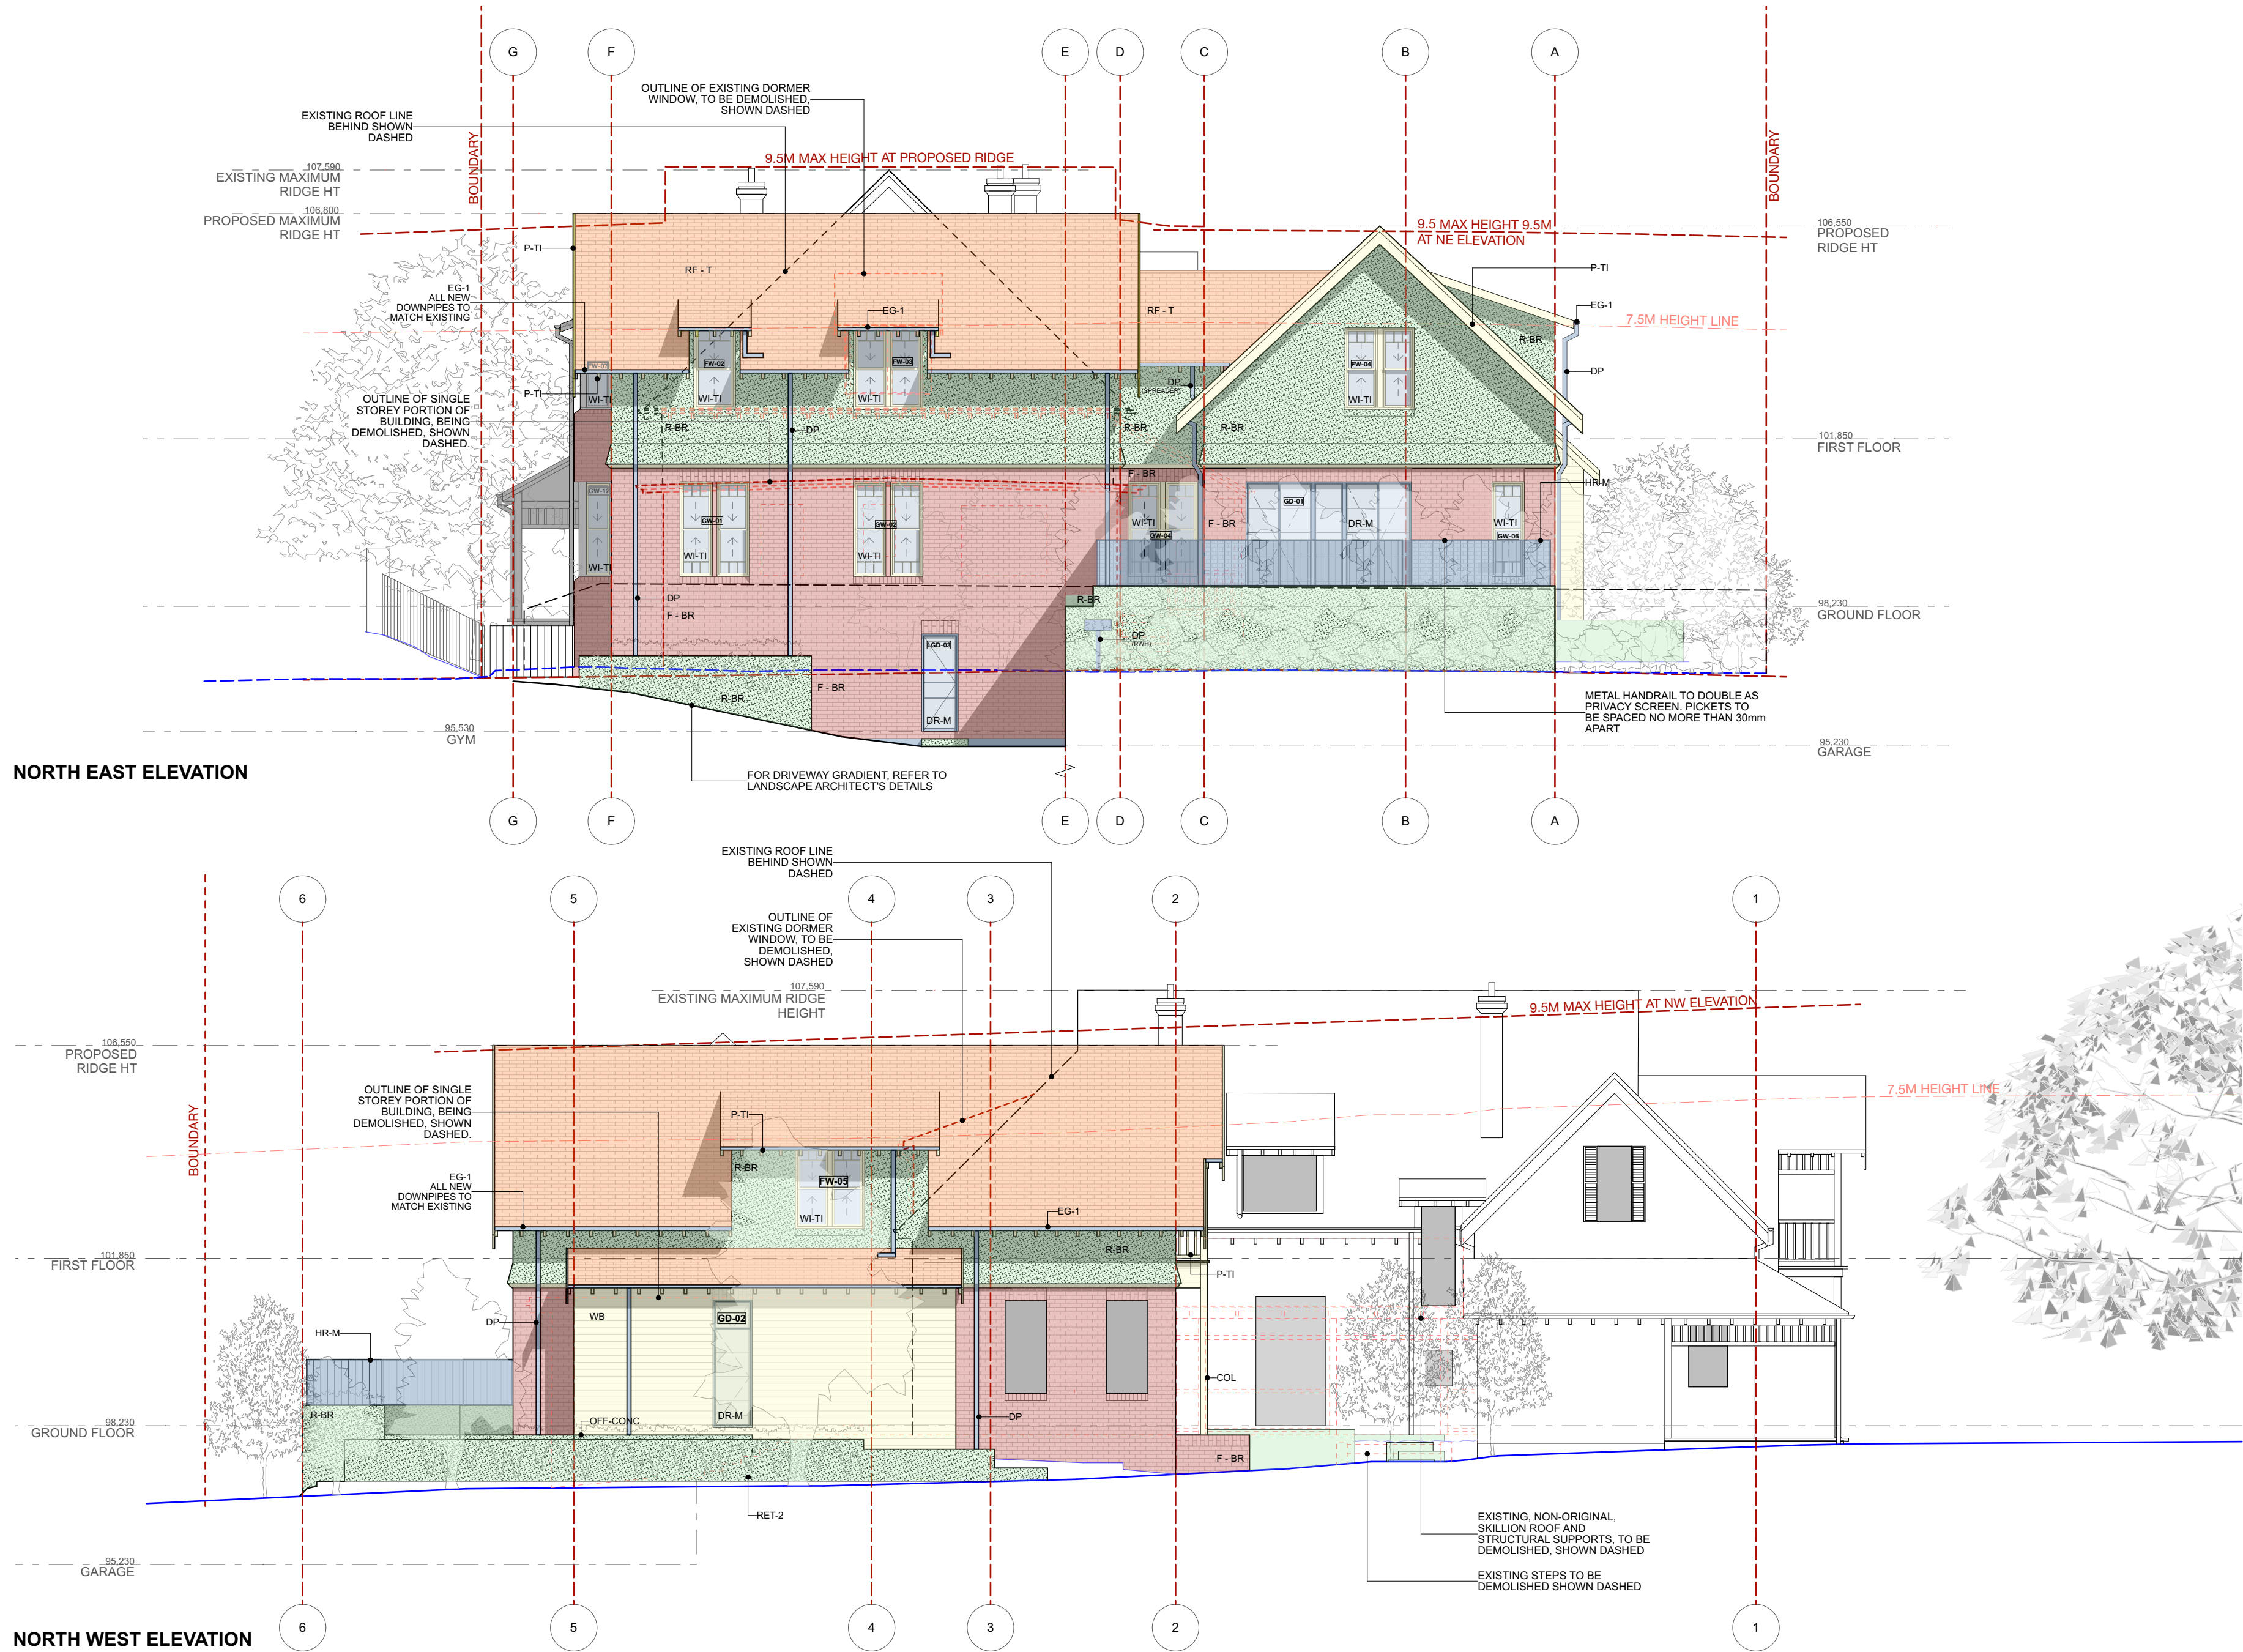 G
F
E
D
C
B
A
OUTLINE OF EXISTING DORMER
WINDOW, TO BE DEMOLISHED,
SHOWN DASHED
EXISTING ROOF LINE
BEHIND SHOWN
DASHED
BOUNDARY
BOUNDARY
9.5M MAX HEIGHT AT PROPOSED RIDGE
107,590
EXISTING MAXIMUM
RIDGE HT
106,800
PROPOSED MAXIMUM
RIDGE HT
9.5 MAX HEIGHT 9.5M
AT NE ELEVATION
106,550
PROPOSED
RIDGE HT
P-TI
RF - T
P-TI
EG-1
ALL NEW
DOWNPIPES TO
MATCH EXISTING
EG-1
RF - T
EG-1
7.5M HEIGHT LINE
R-BR
FW-07
FW-02
FW-03
FW-04
DP
P-TI
WI-TI
WI-TI
WI-TI
DP
(SPREADER)
WI-TI
OUTLINE OF SINGLE
STOREY PORTION OF
BUILDING, BEING
DEMOLISHED, SHOWN
DASHED.
R-BR
DP
R-BR
R-BR
101,850
FIRST FLOOR
F - BR
HR-M
GW-12
GW-01
GW-02
GD-01
WI-TI
F - BR
DR-M
WI-TI
GW-04
GW-06
WI-TI
WI-TI
WI-TI
DP
F - BR
R-BR
98,230
GROUND FLOOR
DP
(RWH)
LGD-03
F - BR
R-BR
DR-M
METAL HANDRAIL TO DOUBLE AS
PRIVACY SCREEN. PICKETS TO
BE SPACED NO MORE THAN 30mm
APART
95,530
GYM
95,230
GARAGE
NORTH EAST ELEVATION
FOR DRIVEWAY GRADIENT, REFER TO
LANDSCAPE ARCHITECT'S DETAILS
G
F
E
D
C
B
A
EXISTING ROOF LINE
BEHIND SHOWN
DASHED
6
5
4
3
2
1
OUTLINE OF
EXISTING DORMER
WINDOW, TO BE
DEMOLISHED,
SHOWN DASHED
107,590
EXISTING MAXIMUM RIDGE
HEIGHT
9.5M MAX HEIGHT AT NW ELEVATION
106,550
PROPOSED
RIDGE HT
7.5M HEIGHT LINE
BOUNDARY
OUTLINE OF SINGLE
STOREY PORTION OF
BUILDING, BEING
DEMOLISHED, SHOWN
DASHED.
P-TI
R-BR
FW-05
EG-1
ALL NEW
DOWNPIPES TO
MATCH EXISTING
WI-TI
EG-1
101,850
FIRST FLOOR
R-BR
P-TI
DP
WB
GD-02
HR-M
COL
R-BR
DR-M
DP
OFF-CONC
98,230
GROUND FLOOR
F - BR
RET-2
EXISTING, NON-ORIGINAL,
SKILLION ROOF AND
STRUCTURAL SUPPORTS, TO BE
DEMOLISHED, SHOWN DASHED
95,230
GARAGE
EXISTING STEPS TO BE
DEMOLISHED SHOWN DASHED
6
5
4
3
2
1
NORTH WEST ELEVATION